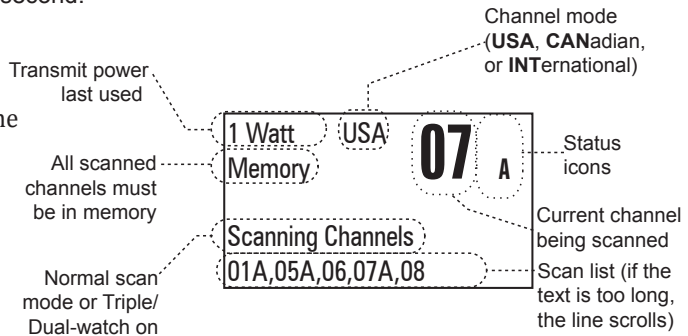 second.
Channel mode
(USA, CANadian,
or INTernational)
Transmit power
last used
ne
All scanned
channels must
be in memory
Normal scan
mode or Triple/
Dual-watch on
1 Watt USA 07 A
Memory
Scanning Channels
01A,05A,06,07A,08
Status
icons
Current channel
being scanned
Scan list (if the
text is too long,
the line scrolls)